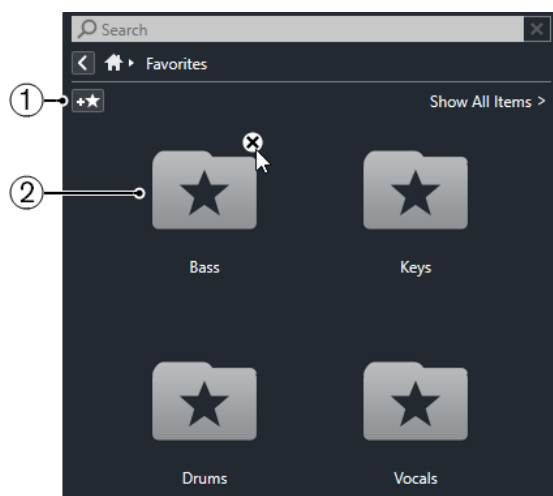 Search
Favorites
1
Show All Items >
2
Bass
Keys
Drums
Vocals